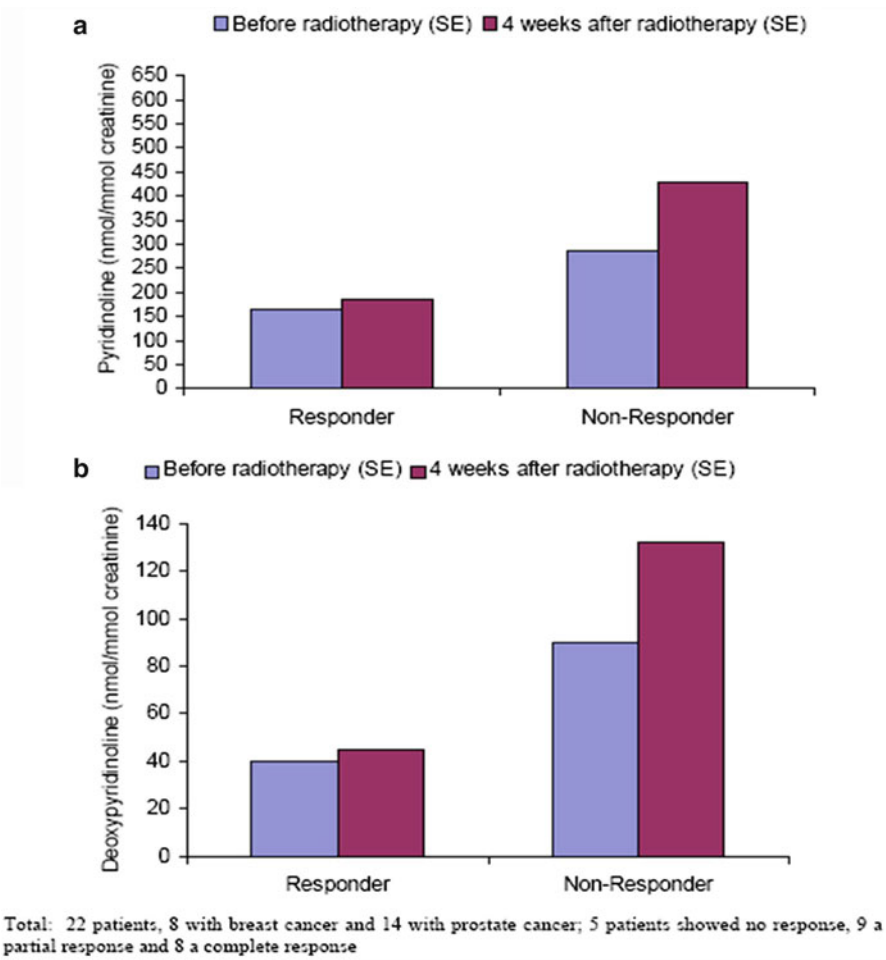 a
Before radiotherapy (SE) 4 weeks after radiotherapy (SE)
Pyridinoline (nmol/mmol creatinine)
650
600
550
500
450
400
350
300
250
200
150
100
50
0
Responder Non-Responder
b
Before radiotherapy (SE) 4 weeks after radiotherapy (SE)
Deoxypyridinoline (nmol/mmol creatinine)
140
120
100
80
60
40
20
0
Responder Non-Responder
Total: 22 patients, 8 with breast cancer and 14 with prostate cancer; 5 patients showed no response, 9 a
partial response and 8 a complete response